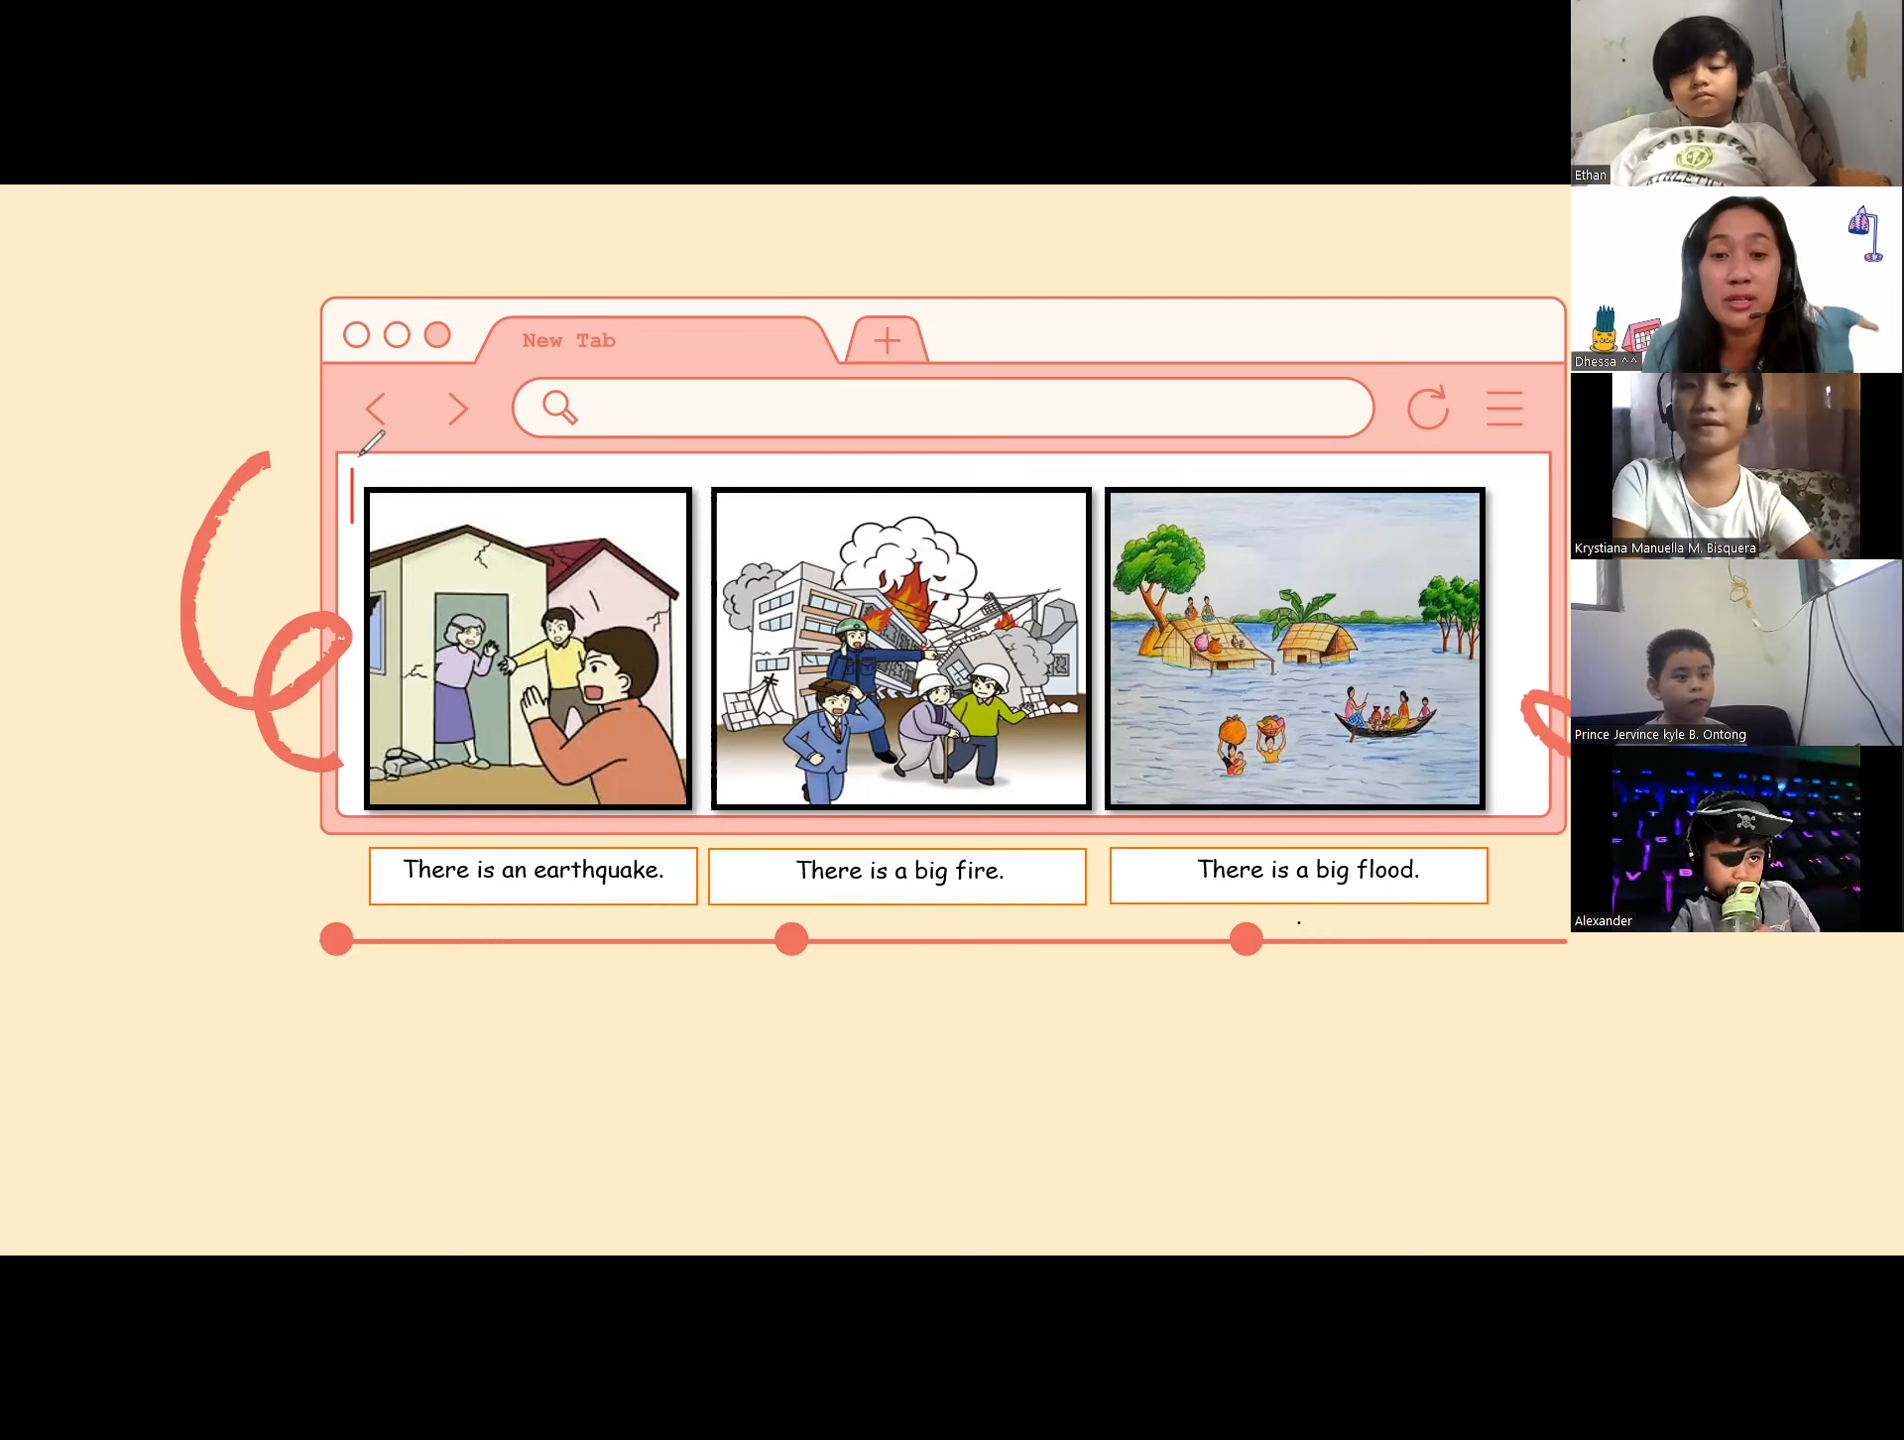 New Tab
There is an earthquake.
There is a big fire.
There is a big flood.
Ethan
Dhessa ^^
Krystiana Manuella M. Bisquera
Prince Jervince kyle B. Ontong
Alexander